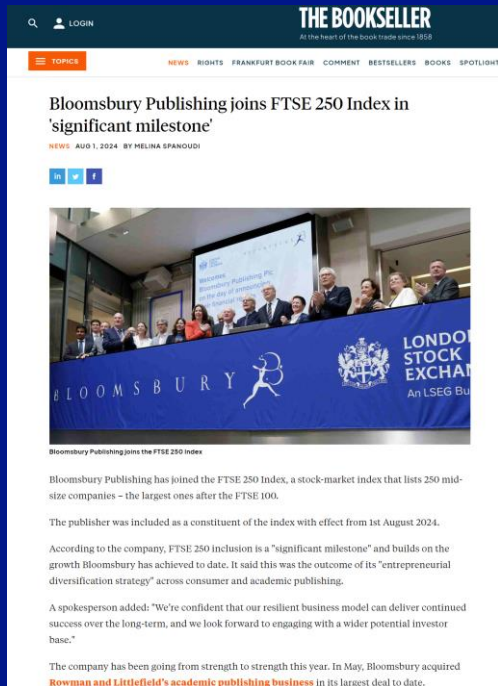 LOGIN
THE BOOKSELLER
At the heart of the book trade since 1858
TOPICS
NEWS RIGHTS FRANKFURT BOOK FAIR COMMENT BESTSELLERS BOOKS SPOTLIGHT
Bloomsbury Publishing joins FTSE 250 Index in
'significant milestone'
NEWS AUG 1, 2024 BY MELINA SPANOUDI
in
f
Bloomsbury Publishing Plc
on the day of
BLOOMSBURY
LONDO
STOCK
EXCHA
An LSEG Bu
Bloomsbury Publishing joins the FTSE 250 Index
Bloomsbury Publishing has joined the FTSE 250 Index, a stock-market index that lists 250 mid-
size companies – the largest ones after the FTSE 100.
The publisher was included as a constituent of the index with effect from 1st August 2024.
According to the company, FTSE 250 inclusion is a "significant milestone" and builds on the
growth Bloomsbury has achieved to date. It said this was the outcome of its "entrepreneurial
diversification strategy" across consumer and academic publishing.
A spokesperson added: "We're confident that our resilient business model can deliver continued
success over the long-term, and we look forward to engaging with a wider potential investor
base."
The company has been going from strength to strength this year. In May, Bloomsbury acquired
Rowman and Littlefield's academic publishing business in its largest deal to date.